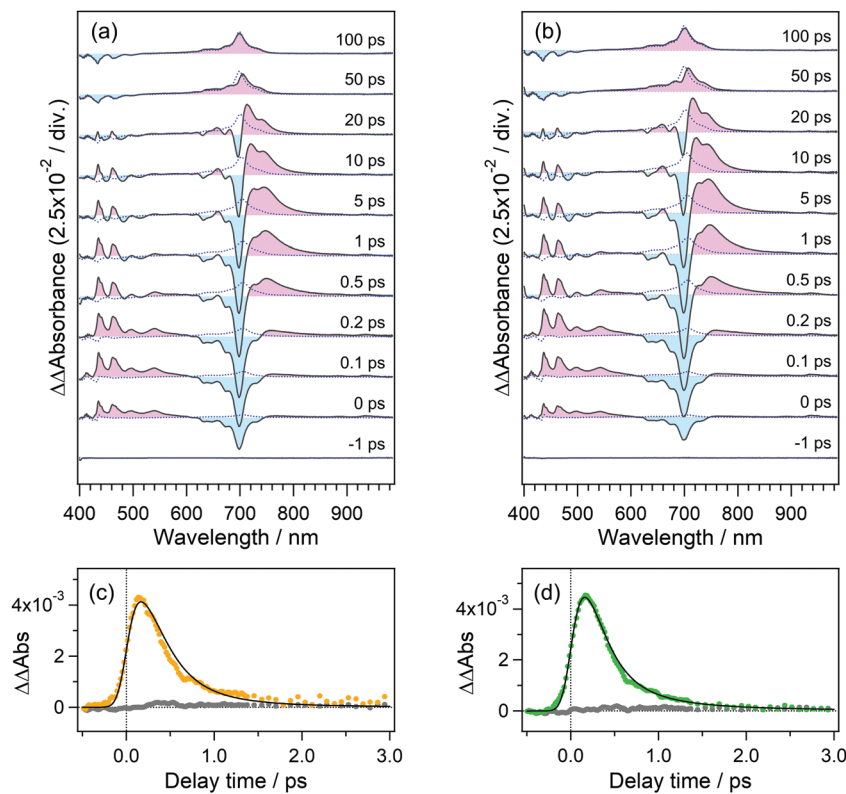 (a)
100 ps
50 ps
20 ps
10 ps
5 ps
1 ps
0.5 ps
0.2 ps
0.1 ps
0 ps
-1 ps
ΔΔAbsorbance (2.5x10⁻² / div.)
400 500 600 700 800 900
Wavelength / nm
(b)
100 ps
50 ps
20 ps
10 ps
5 ps
1 ps
0.5 ps
0.2 ps
0.1 ps
0 ps
-1 ps
ΔΔAbsorbance (2.5x10⁻² / div.)
400 500 600 700 800 900
Wavelength / nm
(c)
4x10⁻³
2
0
ΔΔAbs
0.0 1.0 2.0 3.0
Delay time / ps
(d)
4x10⁻³
2
0
ΔΔAbs
0.0 1.0 2.0 3.0
Delay time / ps